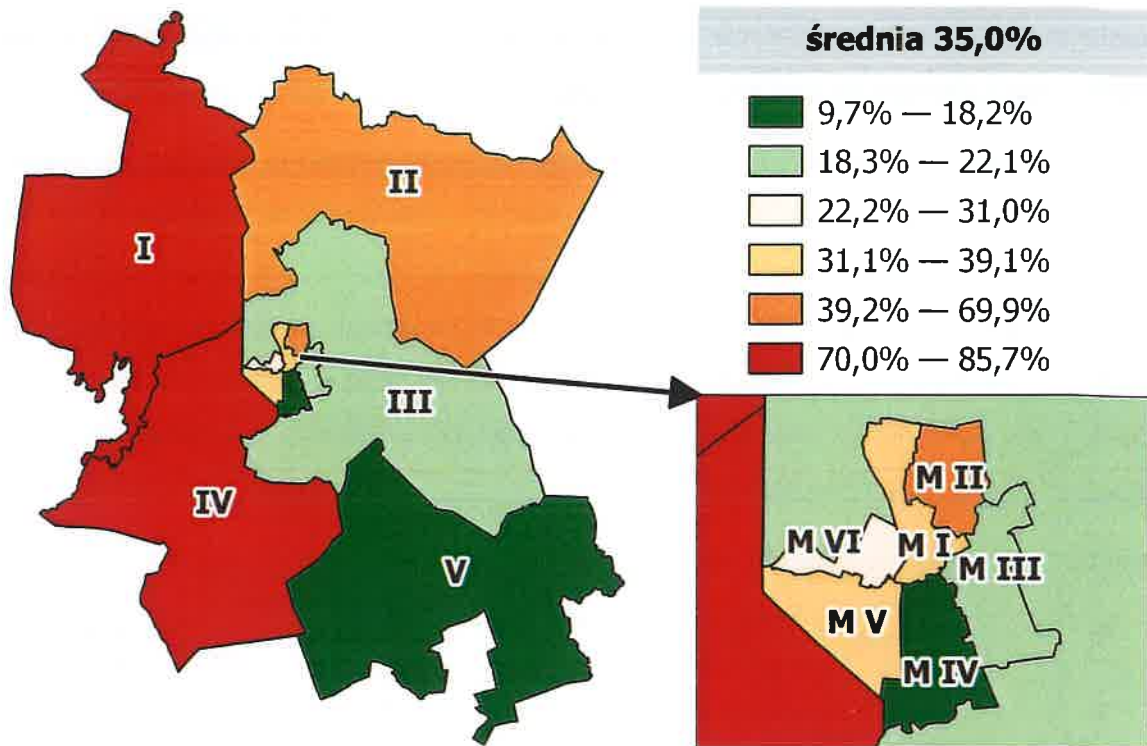 średnia 35,0%
9,7% — 18,2%
18,3% — 22,1%
22,2% — 31,0%
31,1% — 39,1%
39,2% — 69,9%
70,0% — 85,7%
I
II
III
IV
V
M II
M VI
M I
M III
M V
M IV